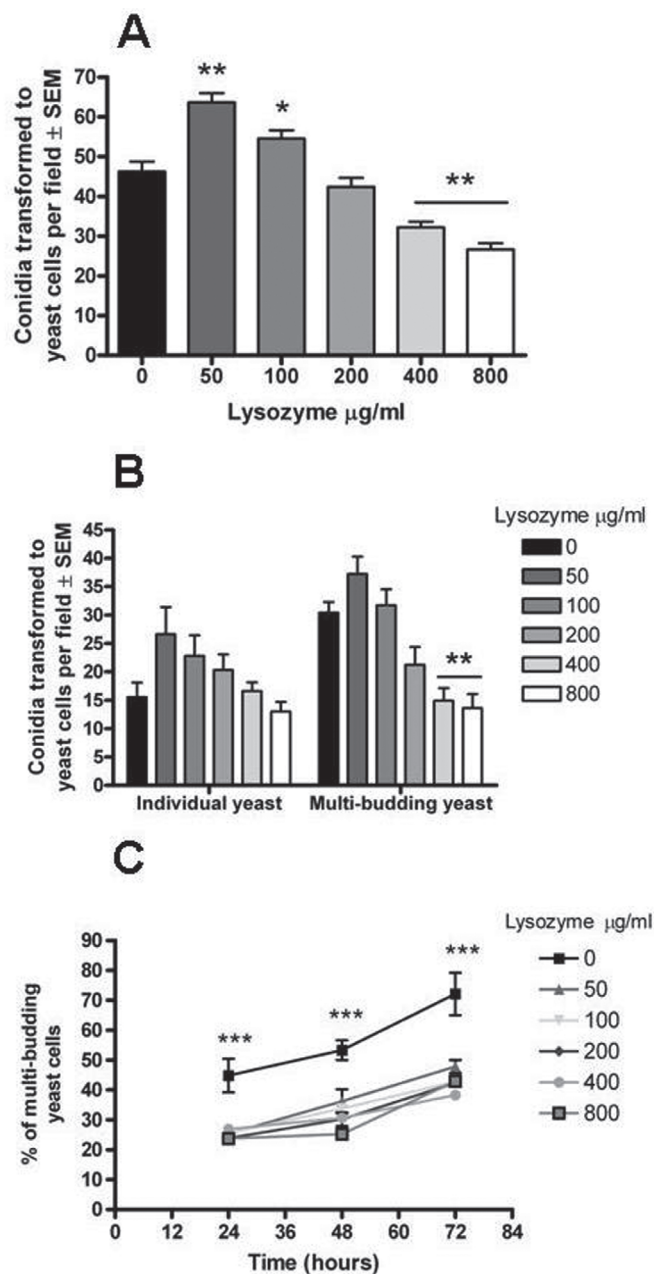 A
Conidia transformed to
yeast cells per field ± SEM
70
60
50
40
30
20
10
0
**
*
**
0 50 100 200 400 800
Lysozyme μg/ml
B
Conidia transformed to
yeast cells per field ± SEM
45
40
35
30
25
20
15
10
5
0
**
Individual yeast Multi-budding yeast
Lysozyme μg/ml
0
50
100
200
400
800
C
% of multi-budding
yeast cells
90
80
70
60
50
40
30
20
10
0
***
***
***
0 12 24 36 48 60 72 84
Time (hours)
Lysozyme μg/ml
0
50
100
200
400
800